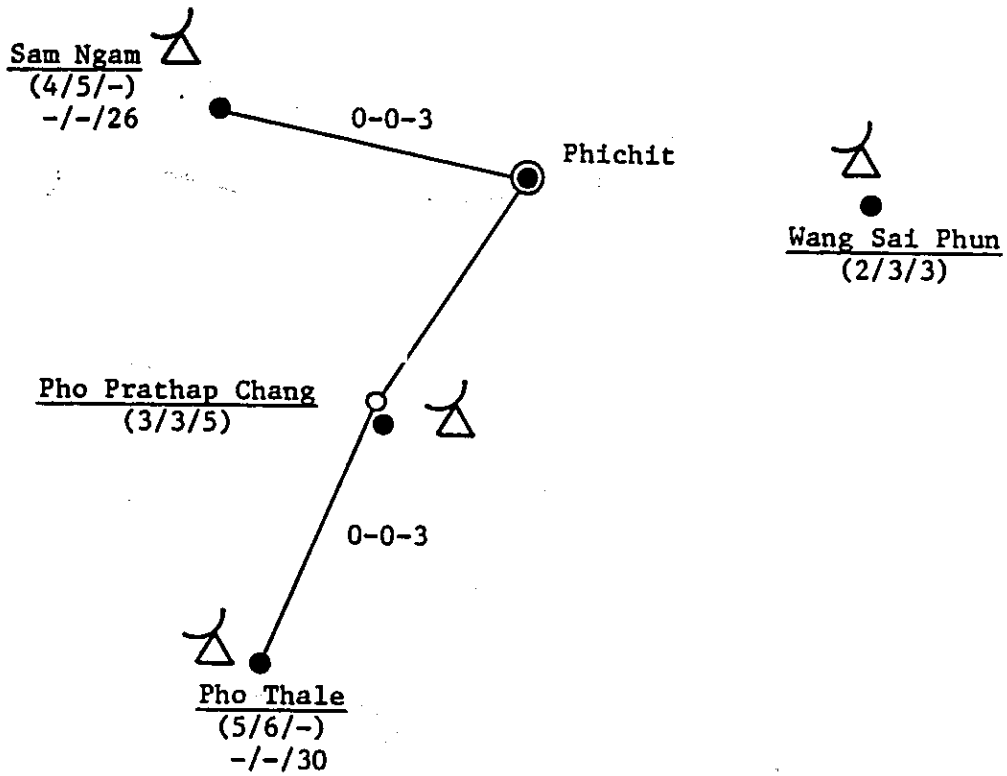 Sam Ngam
(4/5/-)
-/-/26
0-0-3
Phichit
Wang Sai Phun
(2/3/3)
Pho Prathap Chang
(3/3/5)
0-0-3
Pho Thale
(5/6/-)
-/-/30